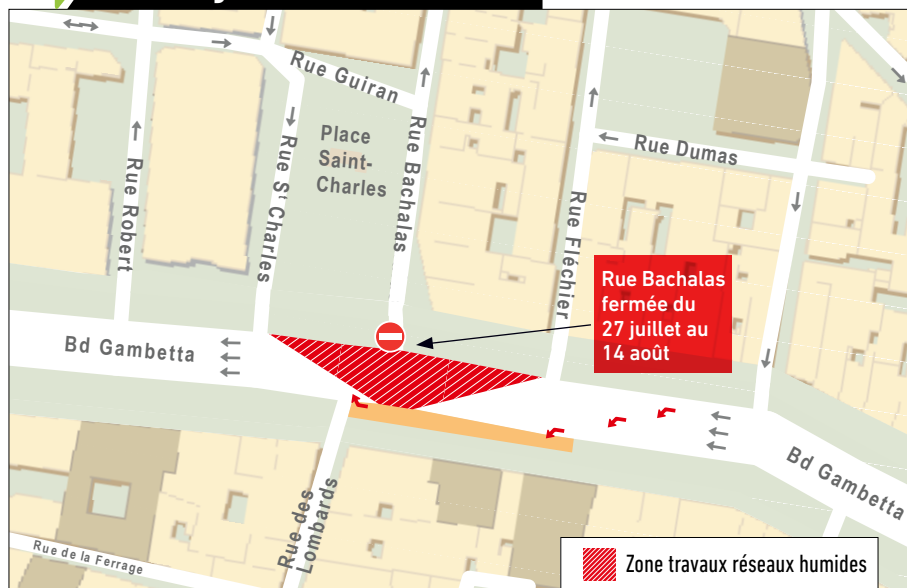 Rue Guiran
Place
Saint-
Charles
Rue Bachalas
Rue St Charles
Rue Robert
Rue Dumas
Rue Fléchier
Rue Bachalas
fermée du
27 juillet au
14 août
Bd Gambetta
Bd Gambetta
Rue des
Lombards
Rue de la Ferrage
Zone travaux réseaux humides